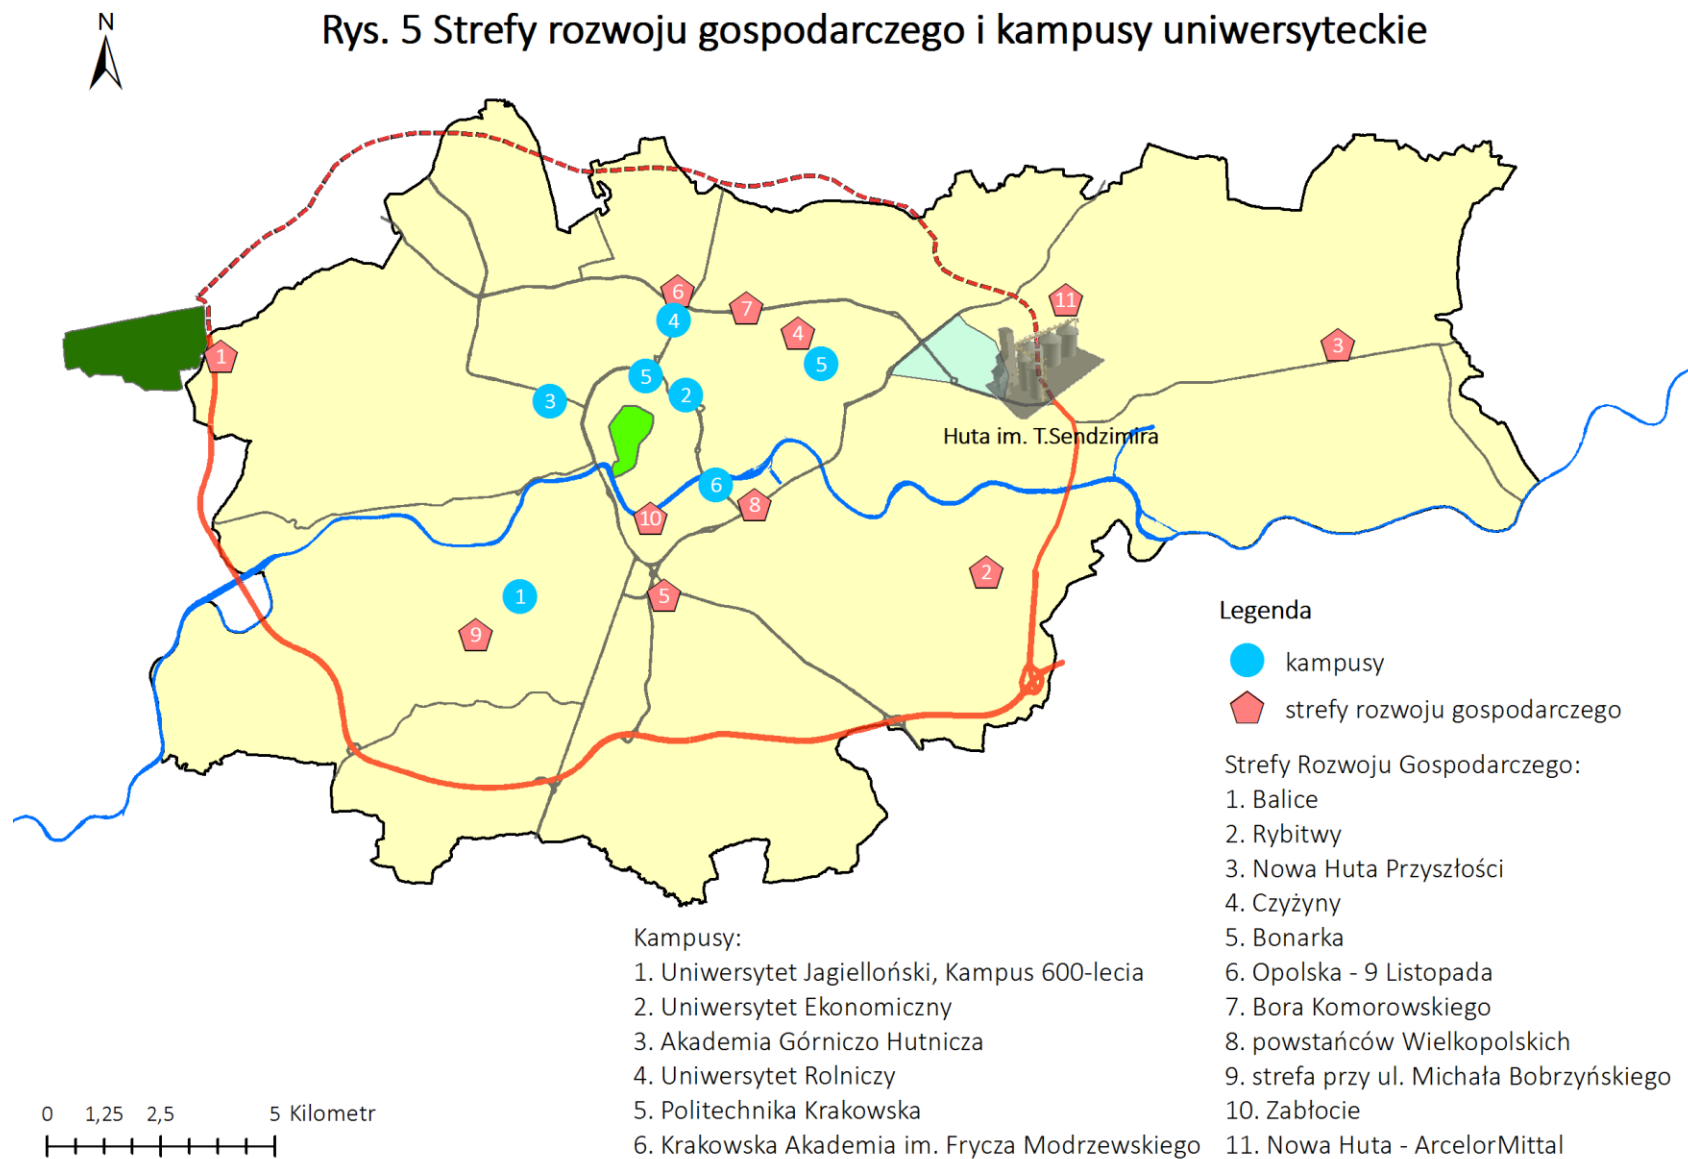 Rys. 5 Strefy rozwoju gospodarczego i kampusy uniwersyteckie
N
6
11
7
4
4
3
1
5
5
2
3
Huta im. T.Sendzimira
6
8
10
2
1
5
9
Legenda
kampusy
strefy rozwoju gospodarczego
Strefy Rozwoju Gospodarczego:
1. Balice
2. Rybitwy
3. Nowa Huta Przyszłości
4. Czyżyny
5. Bonarka
6. Opolska - 9 Listopada
7. Bora Komorowskiego
8. powstańców Wielkopolskich
9. strefa przy ul. Michała Bobrzyńskiego
10. Zabłocie
11. Nowa Huta - ArcelorMittal
Kampusy:
1. Uniwersytet Jagielloński, Kampus 600-lecia
2. Uniwersytet Ekonomiczny
3. Akademia Górniczo Hutnicza
4. Uniwersytet Rolniczy
5. Politechnika Krakowska
6. Krakowska Akademia im. Frycza Modrzewskiego
0 1,25 2,5 5 Kilometr